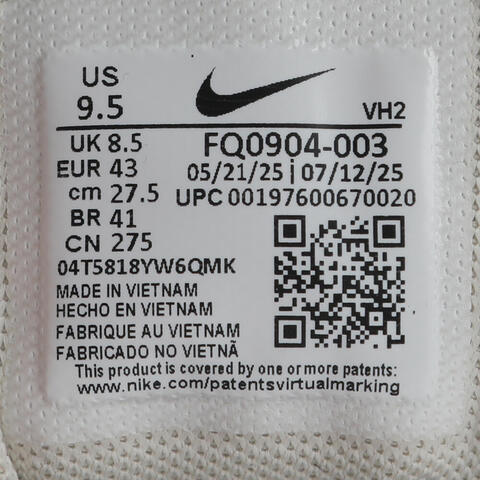 US
9.5
VH2
UK 8.5
FQ0904-003
EUR 43
05/21/25 | 07/12/25
cm 27.5
UPC 00197600670020
BR 41
CN 275
04T5818YW6QMK
MADE IN VIETNAM
HECHO EN VIETNAM
FABRIQUE AU VIETNAM
FABRICADO NO VIETNÃ
This product is covered by one or more patents:
www.nike.com/patentsvirtualmarking